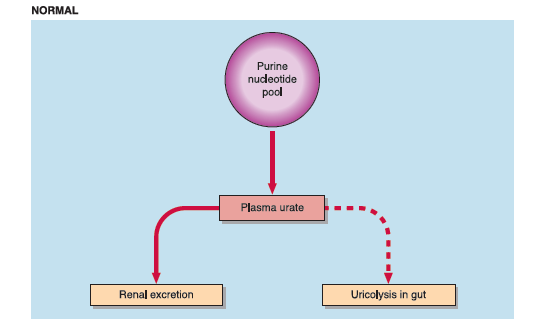 NORMAL
Purine
nucleotide
pool
Plasma urate
Renal excretion
Uricolysis in gut